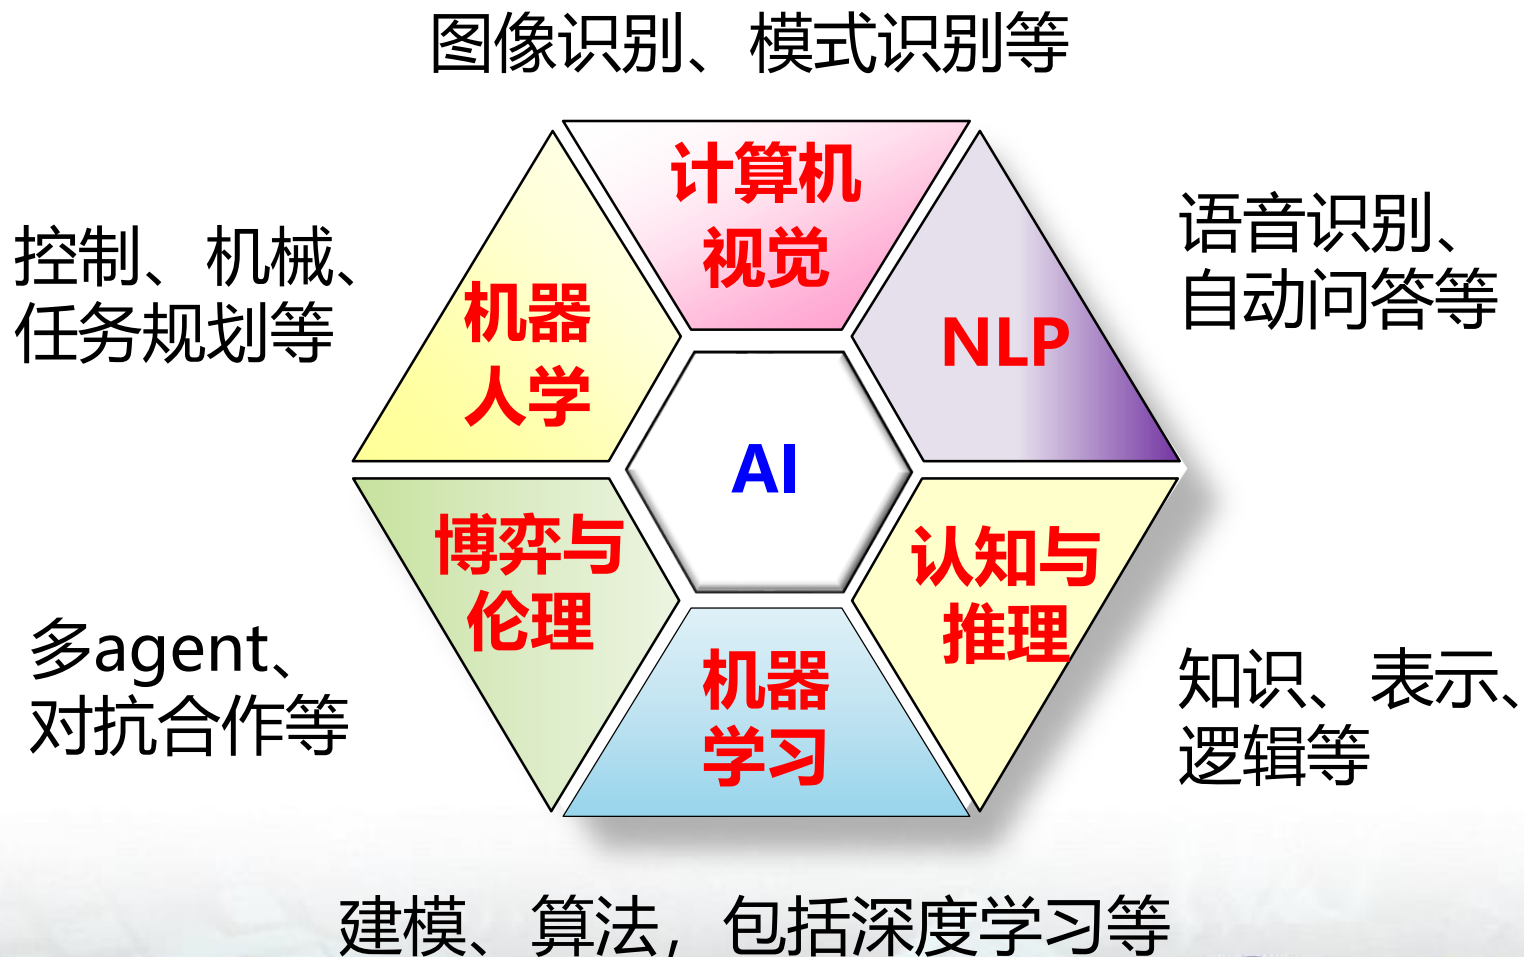 图像识别、模式识别等
计算机
视觉
控制、机械、
任务规划等
机器
人学
NLP
语音识别、
自动问答等
AI
博弈与
伦理
多agent、
对抗合作等
认知与
推理
知识、表示、
逻辑等
机器
学习
建模、算法，包括深度学习等